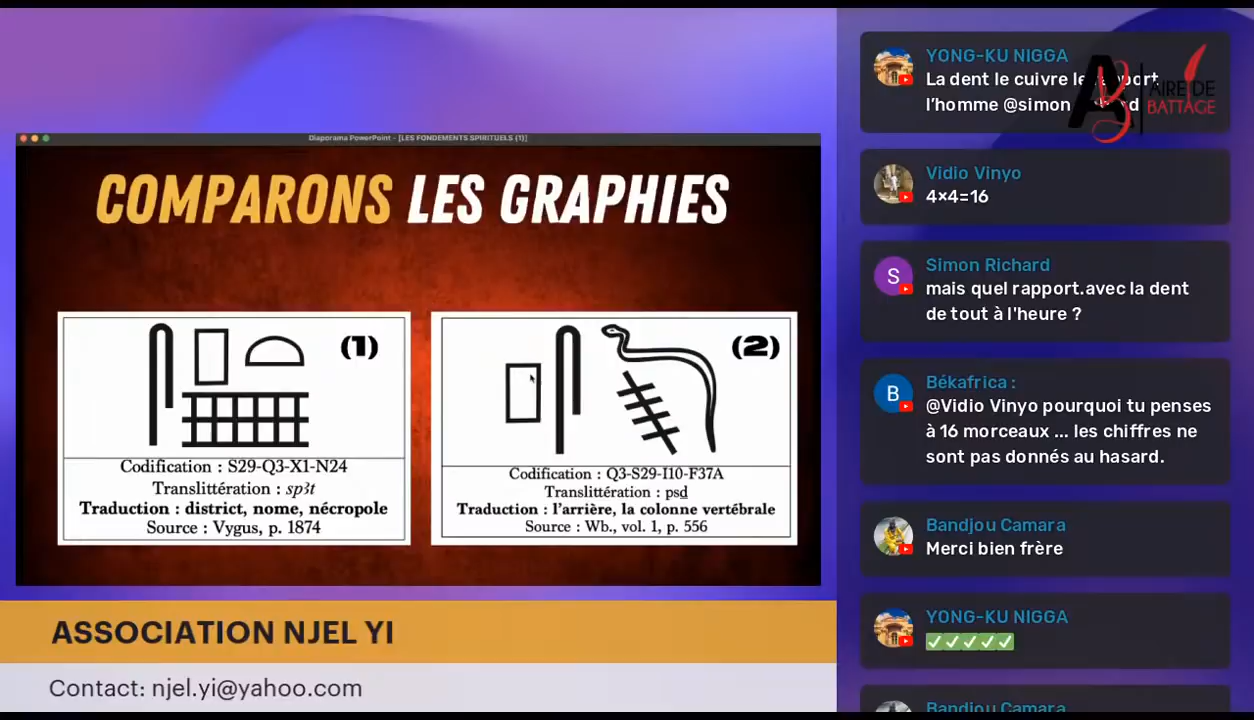 Diaporama PowerPoint - [LES FONDEMENTS SPIRITUELS (1)]
COMPARONS LES GRAPHIES
(1)
Codification : S29-Q3-X1-N24
Translittération : spꜣt
Traduction : district, nome, nécropole
Source : Vygus, p. 1874
(2)
Codification : Q3-S29-I10-F37A
Translittération : psḏ
Traduction : l’arrière, la colonne vertébrale
Source : Wb., vol. 1, p. 556
ASSOCIATION NJEL YI
Contact: njel.yi@yahoo.com
YONG-KU NIGGA
La dent le cuivre le
l’homme @simon
AIRE DE
BATTAGE
Vidio Vinyo
4×4=16
S
Simon Richard
mais quel rapport.avec la dent
de tout à l'heure ?
B
Békafrica :
@Vidio Vinyo pourquoi tu penses
à 16 morceaux ... les chiffres ne
sont pas donnés au hasard.
Bandjou Camara
Merci bien frère
YONG-KU NIGGA
✅✅✅✅✅
Bandjou Camara